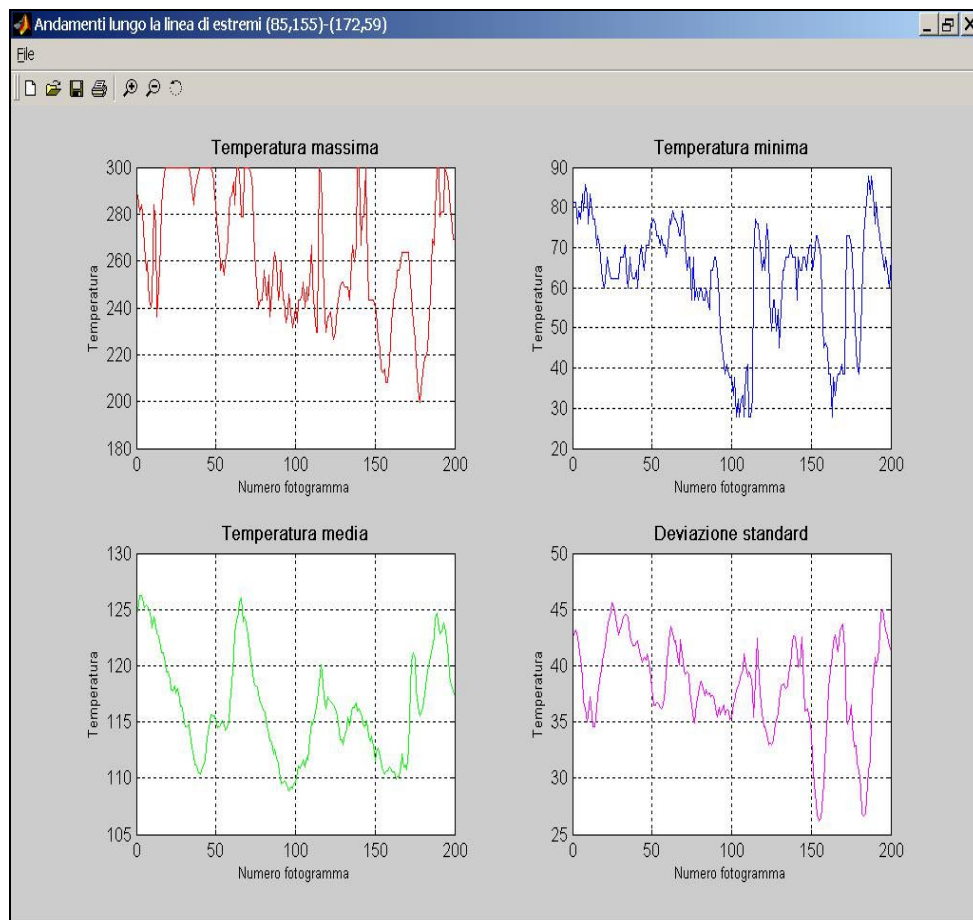 Andamenti lungo la linea di estremi (85,155)-(172,59)
File
Temperatura massima
300
280
260
240
220
200
180
Temperatura
0 50 100 150 200
Numero fotogramma
Temperatura minima
90
80
70
60
50
40
30
20
Temperatura
0 50 100 150 200
Numero fotogramma
Temperatura media
130
125
120
115
110
105
Temperatura
0 50 100 150 200
Numero fotogramma
Deviazione standard
50
45
40
35
30
25
Temperatura
0 50 100 150 200
Numero fotogramma